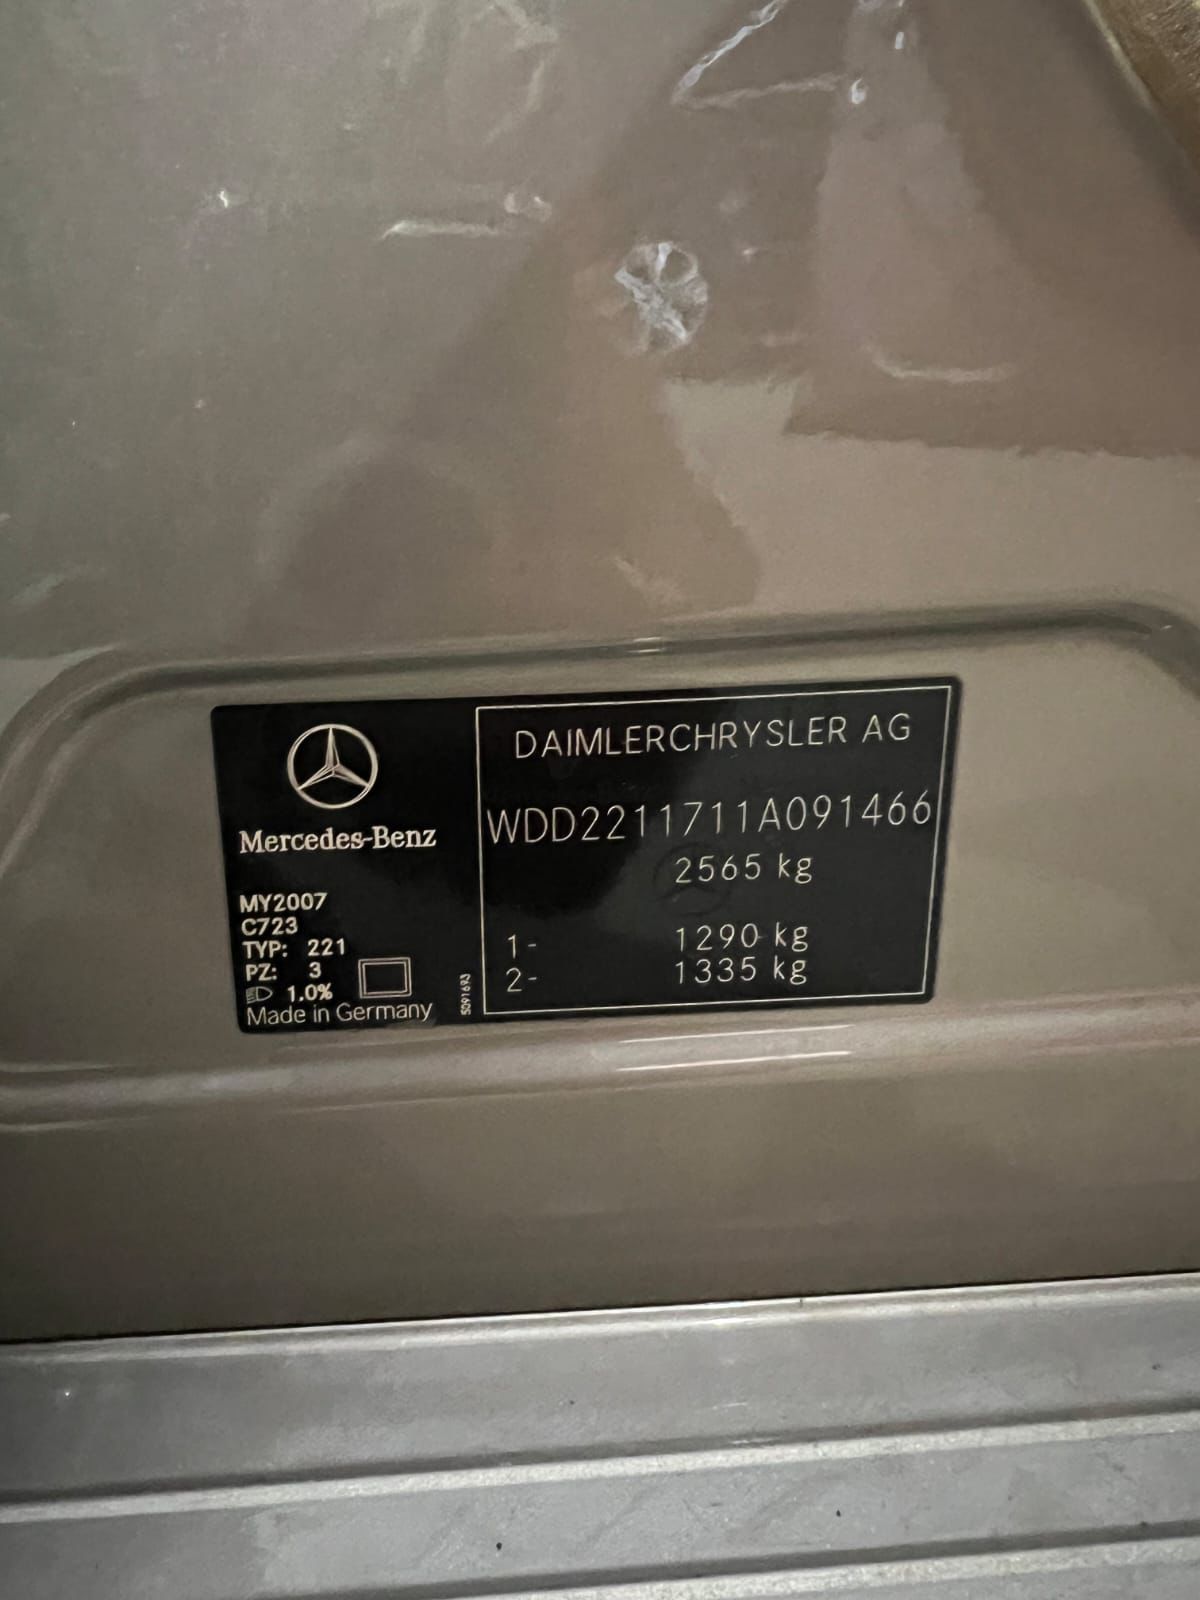 Mercedes-Benz
MY2007
C723
TYP: 221
PZ: 3
1.0%
Made in Germany
5091693
DAIMLERCHRYSLER AG
WDD2211711A091466
2565 kg
1- 1290 kg
2- 1335 kg